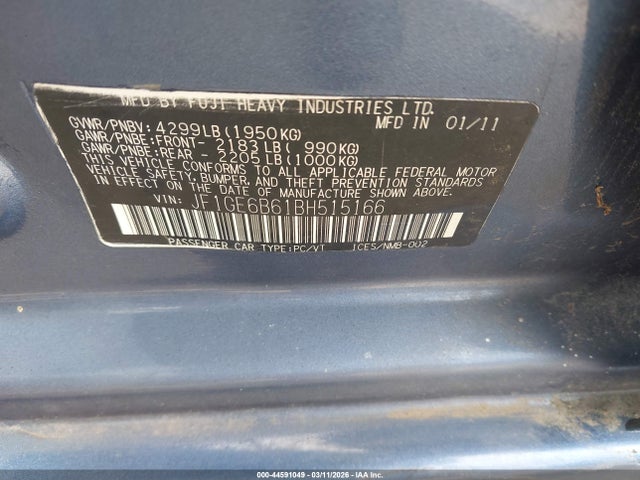 MFD BY FUJI HEAVY INDUSTRIES LTD.
GVWR/PNBV: 4299LB(1950KG) MFD IN 01/11
GAWR/PNBE:FRONT- 2183LB( 990KG)
GAWR/PNBE:REAR - 2205LB(1000KG)
THIS VEHICLE CONFORMS TO ALL APPLICABLE FEDERAL MOTOR
VEHICLE SAFETY, BUMPER, AND THEFT PREVENTION STANDARDS
IN EFFECT ON THE DATE OF MANUFACTURE SHOWN ABOVE.
VIN: JF1GE6B61BH515166
PASSENGER CAR TYPE:PC/VT ICES/NMB-002
000-44591049 - 03/11/2026 - IAAI.COM